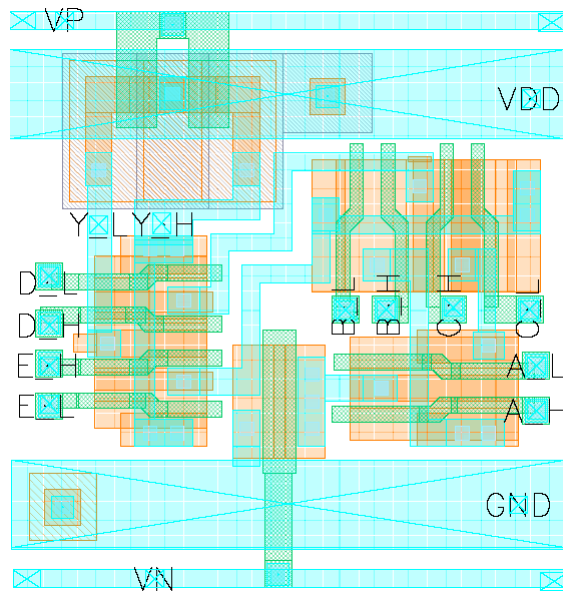 VP
VDD
Y_L Y_H
D_L
B_L B_H C_H C_L
D_H
E_H
A_L
E_L
A_H
GND
VN